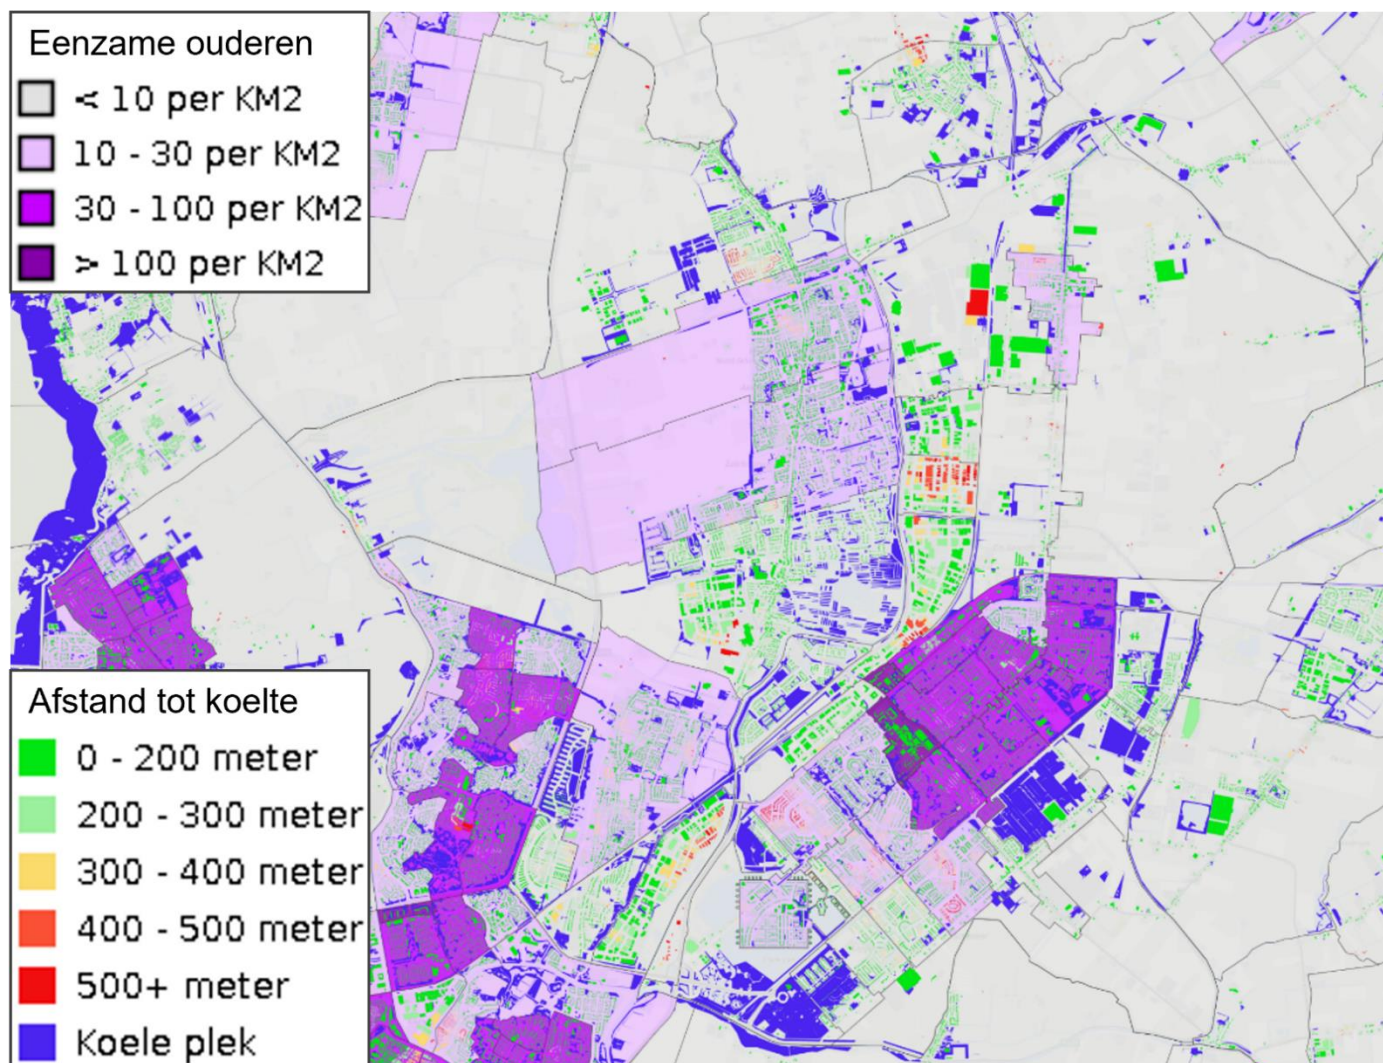 Eenzame ouderen
< 10 per KM2
10 - 30 per KM2
30 - 100 per KM2
> 100 per KM2
Afstand tot koelte
0 - 200 meter
200 - 300 meter
300 - 400 meter
400 - 500 meter
500+ meter
Koele plek